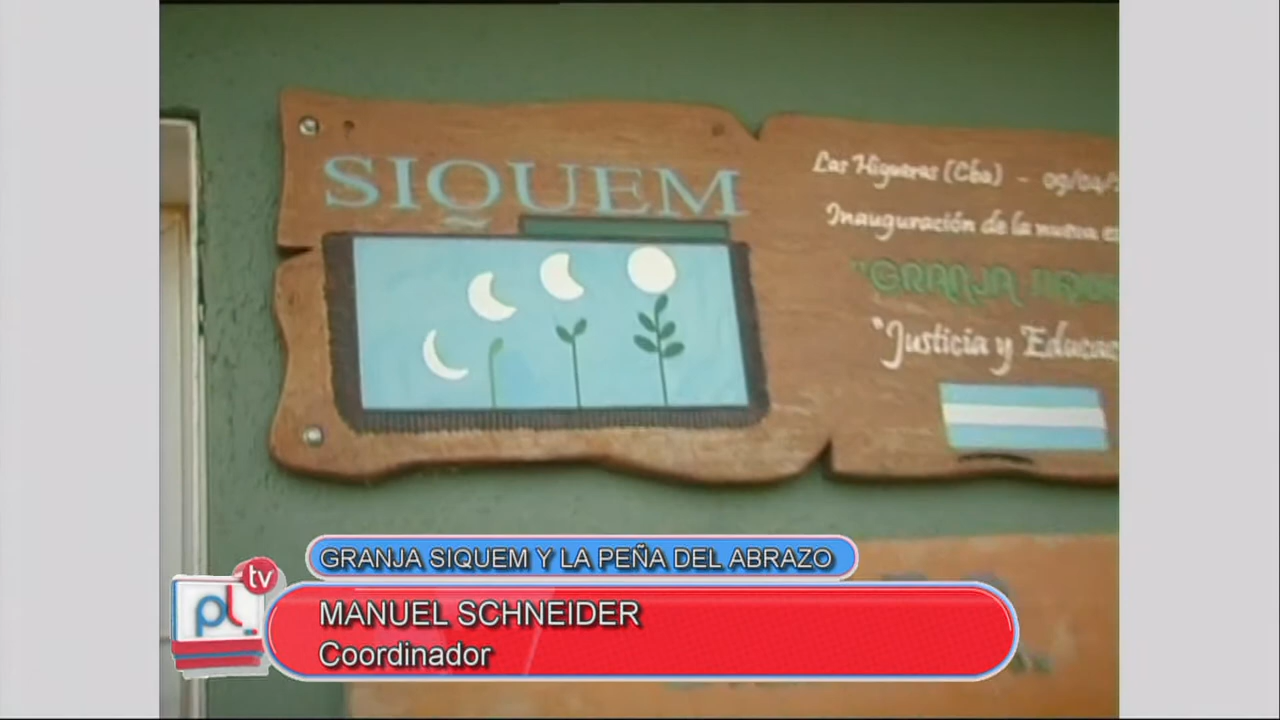 SIQUEM
Las Higueras (Cba) - 09/04/
Inauguración de la nueva
"GRANJA
"Justicia y Educac
GRANJA SIQUEM Y LA PEÑA DEL ABRAZO
tv
pl
MANUEL SCHNEIDER
Coordinador